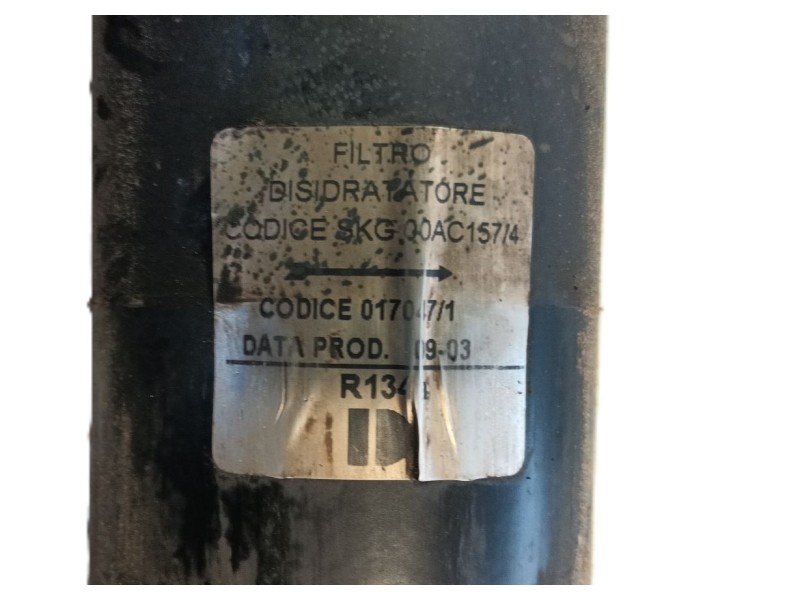 FILTRO
DISIDRATATORE
CODICE SKG 00AC157/4
CODICE 017047/1
DATA PROD. 09-03